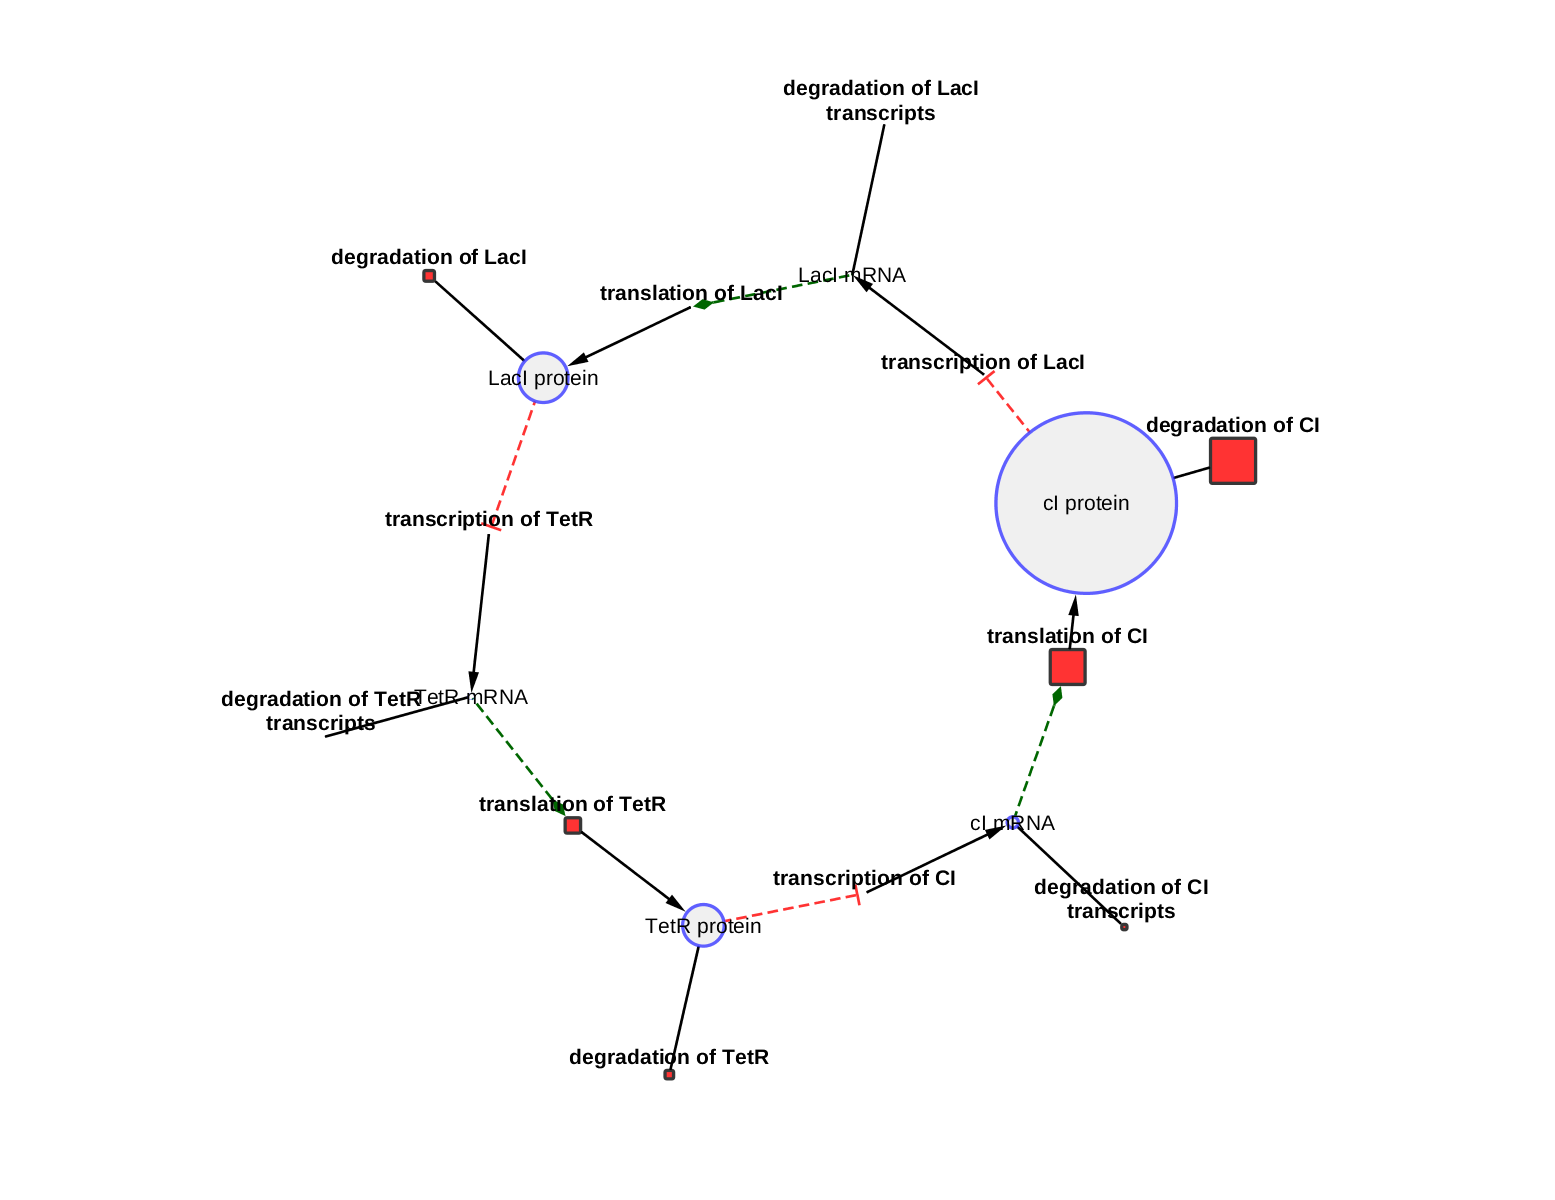 degradation of LacI
transcripts
degradation of LacI
LacI mRNA
translation of LacI
transcription of LacI
LacI protein
degradation of CI
cI protein
transcription of TetR
translation of CI
degradation of TetR
transcripts
TetR mRNA
translation of TetR
cI mRNA
transcription of CI
degradation of CI
transcripts
TetR protein
degradation of TetR